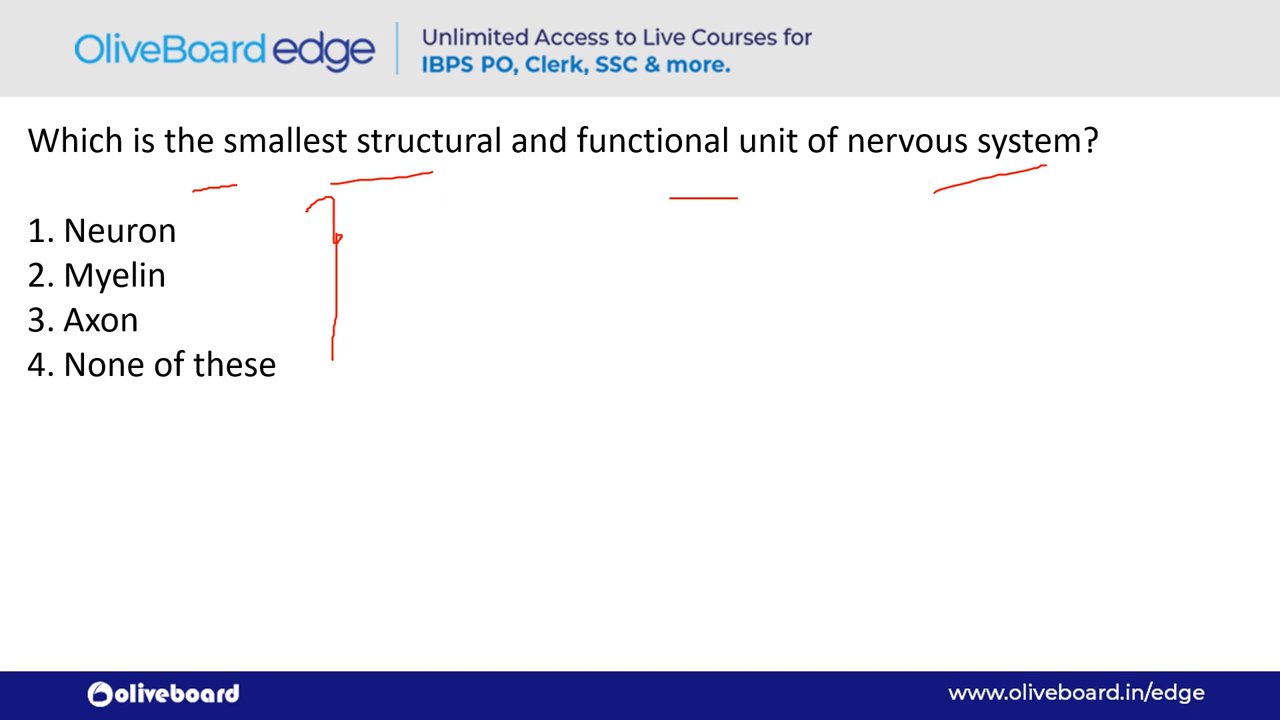 OliveBoard edge
Unlimited Access to Live Courses for
IBPS PO, Clerk, SSC & more.
Which is the smallest structural and functional unit of nervous system?
1. Neuron
2. Myelin
3. Axon
4. None of these
oliveboard
www.oliveboard.in/edge